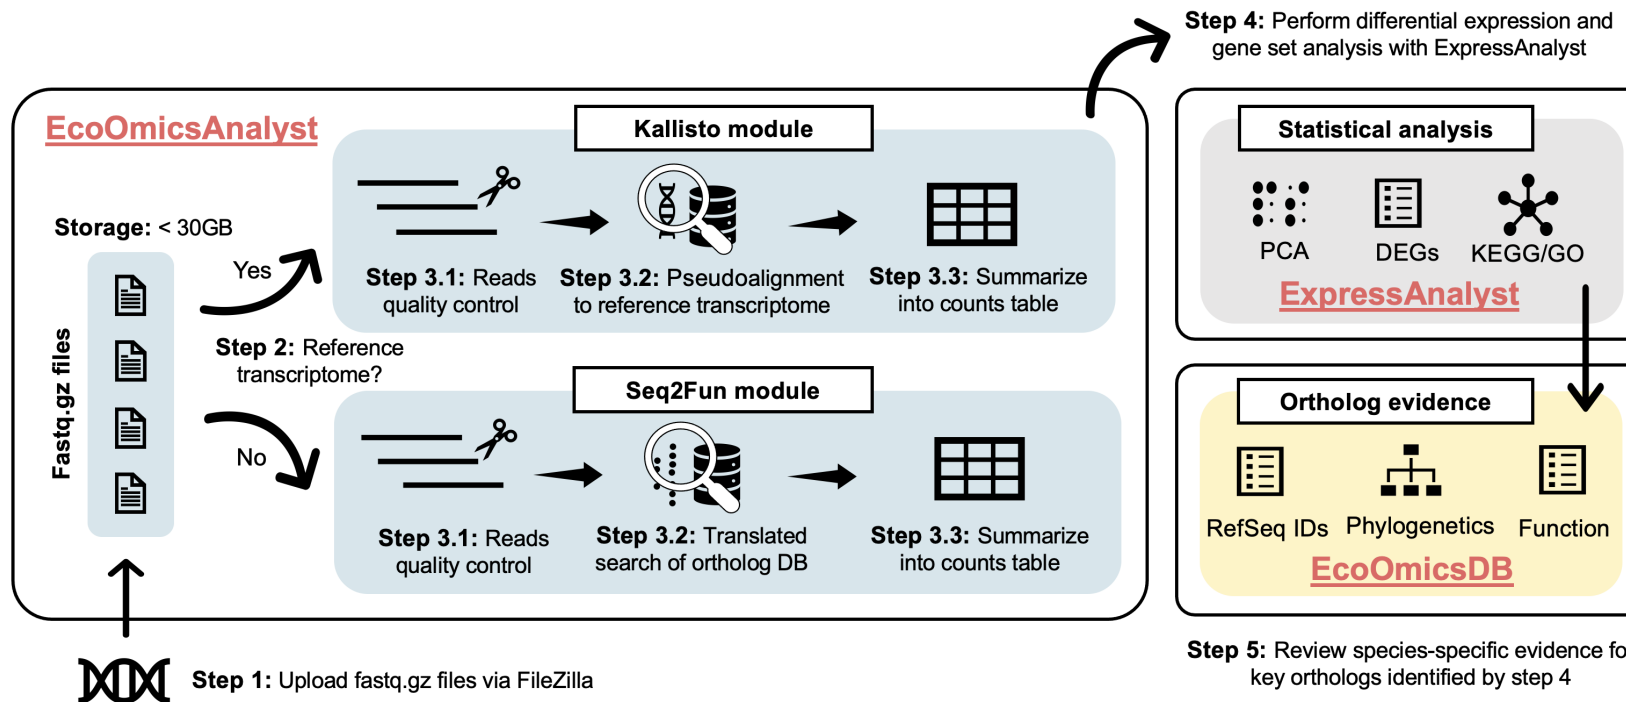 Step 4: Perform differential expression and
gene set analysis with ExpressAnalyst
EcoOmicsAnalyst
Kallisto module
Storage: < 30GB
Fastq.gz files
Yes
Step 3.1: Reads
quality control
Step 3.2: Pseudoalignment
to reference transcriptome
Step 3.3: Summarize
into counts table
Step 2: Reference
transcriptome?
Seq2Fun module
No
Step 3.1: Reads
quality control
Step 3.2: Translated
search of ortholog DB
Step 3.3: Summarize
into counts table
Step 1: Upload fastq.gz files via FileZilla
Statistical analysis
PCA
DEGs
KEGG/GO
ExpressAnalyst
Ortholog evidence
RefSeq IDs
Phylogenetics
Function
EcoOmicsDB
Step 5: Review species-specific evidence fo
key orthologs identified by step 4